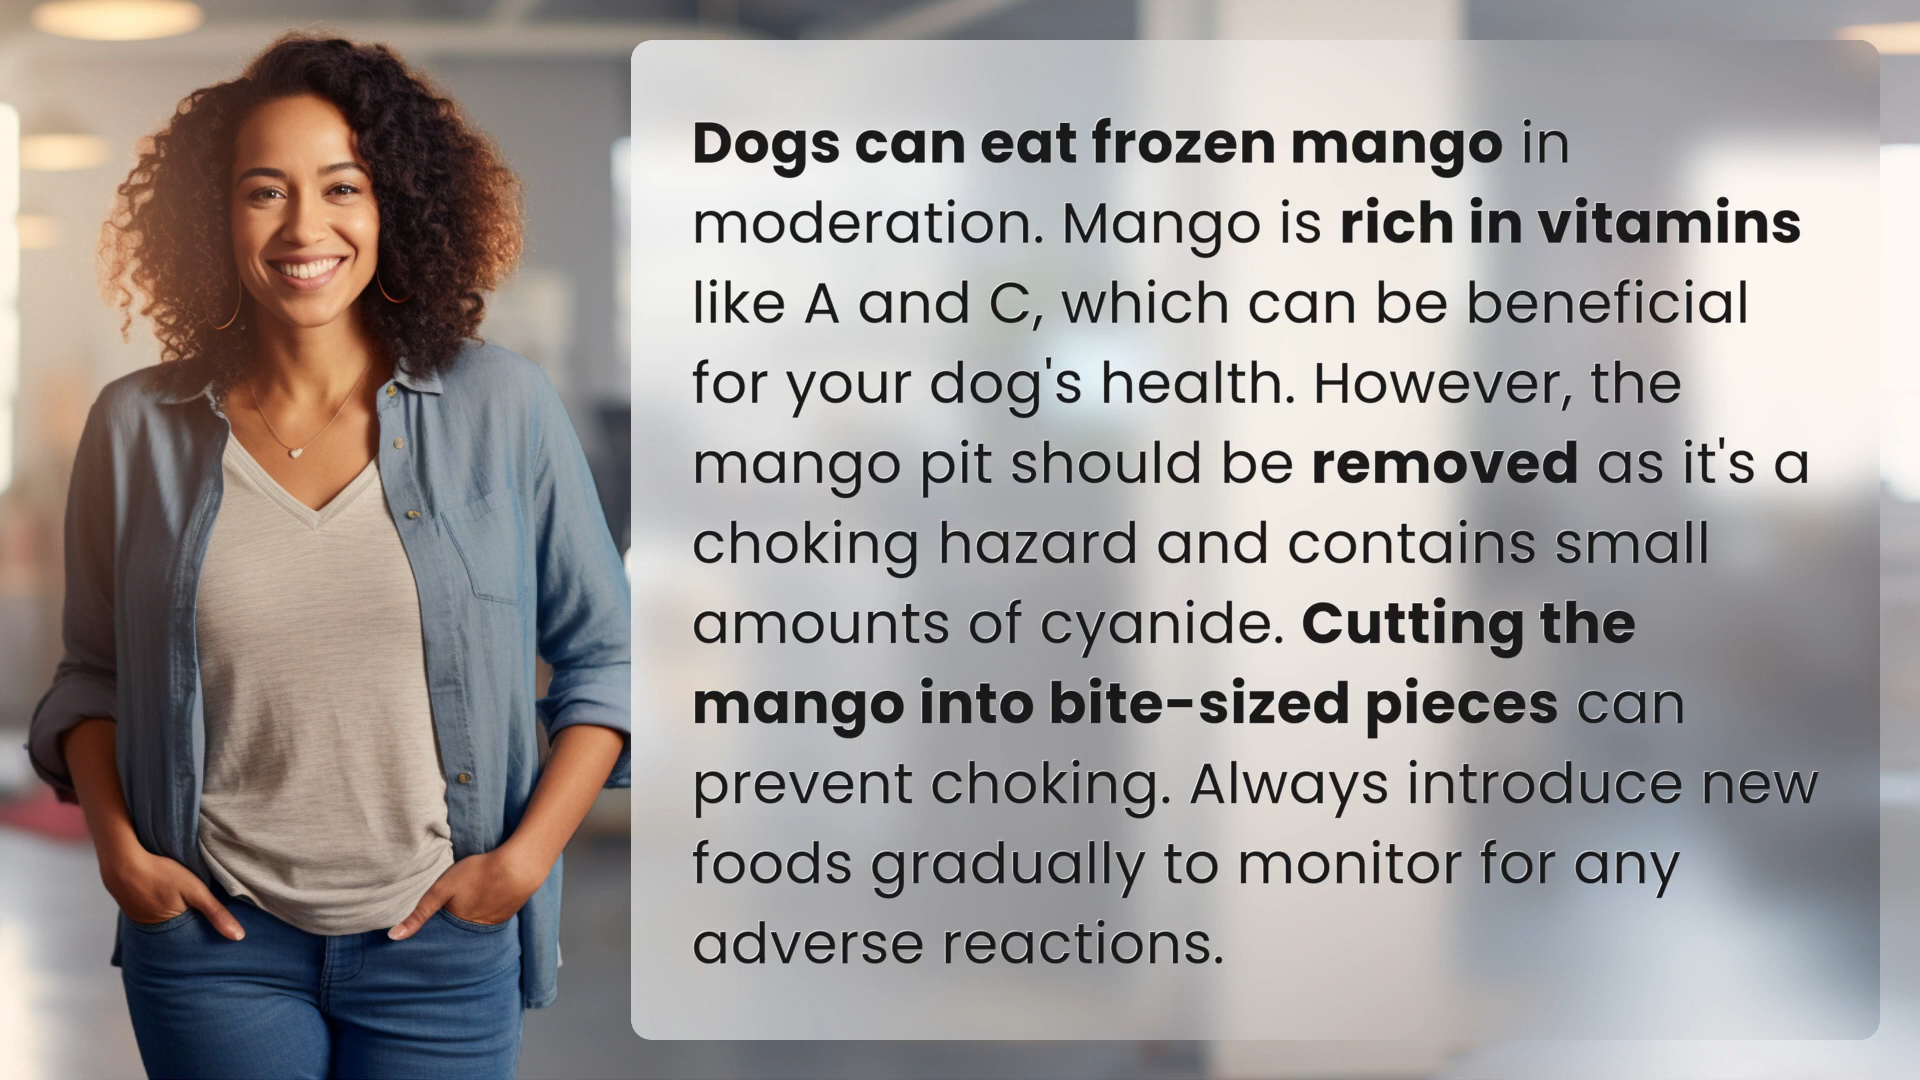 Dogs can eat frozen mango in
moderation. Mango is rich in vitamins
like A and C, which can be beneficial
for your dog's health. However, the
mango pit should be removed as it's a
choking hazard and contains small
amounts of cyanide. Cutting the
mango into bite-sized pieces can
prevent choking. Always introduce new
foods gradually to monitor for any
adverse reactions.